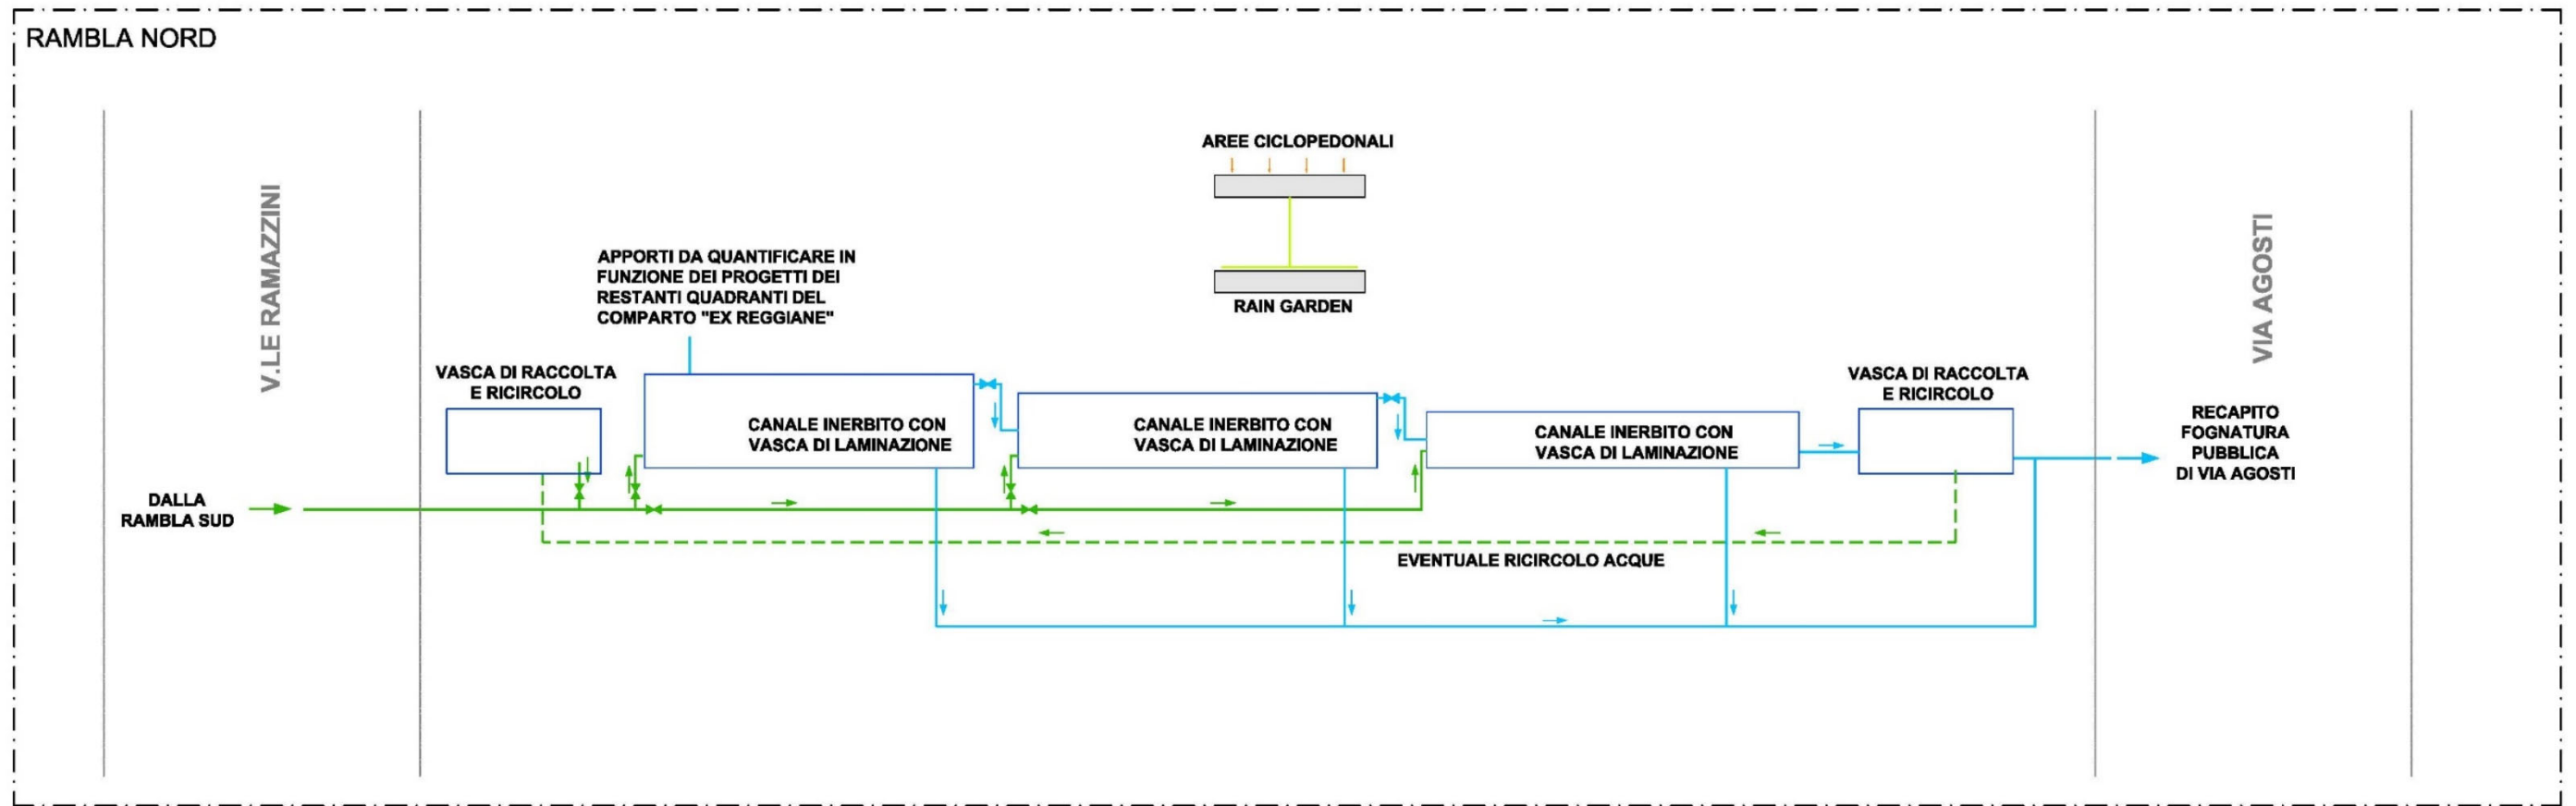 RAMBLA NORD
V.LE RAMAZZINI
DALLA
RAMBLA SUD
VASCA DI RACCOLTA
E RICIRCOLO
APPORTI DA QUANTIFICARE IN
FUNZIONE DEI PROGETTI DEI
RESTANTI QUADRANTI DEL
COMPARTO "EX REGGIANE"
CANALE INERBITO CON
VASCA DI LAMINAZIONE
AREE CICLOPEDONALI
RAIN GARDEN
CANALE INERBITO CON
VASCA DI LAMINAZIONE
CANALE INERBITO CON
VASCA DI LAMINAZIONE
EVENTUALE RICIRCOLO ACQUE
VASCA DI RACCOLTA
E RICIRCOLO
VIA AGOSTI
RECAPITO
FOGNATURA
PUBBLICA
DI VIA AGOSTI